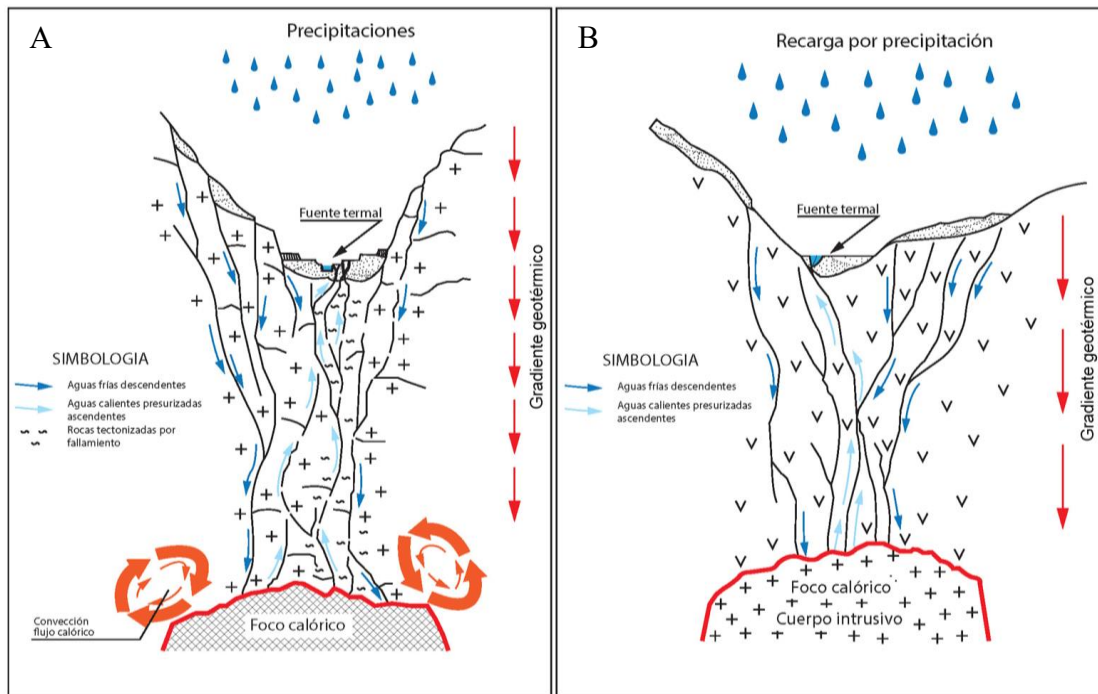 A
Precipitaciones
Fuente termal
Gradiente geotérmico
SIMBOLOGIA
Aguas frías descendentes
Aguas calientes presurizadas
ascendentes
Rocas tectonizadas por
fallamiento
Convección
flujo calórico
Foco calórico
B
Recarga por precipitación
Fuente termal
Gradiente geotérmico
SIMBOLOGIA
Aguas frías descendentes
Aguas calientes presurizadas
ascendentes
Foco calórico
Cuerpo intrusivo